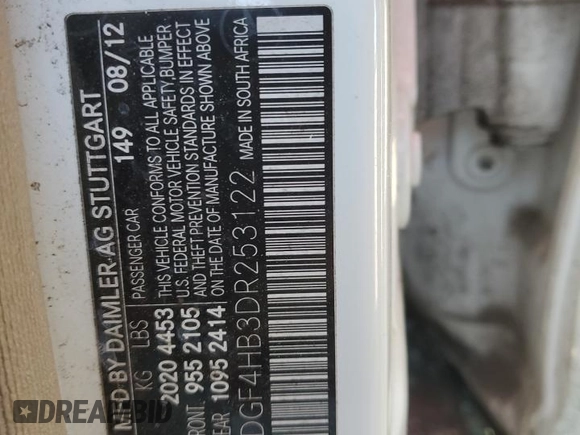 MFD BY DAIMLER AG STUTTGART
149 08/12
KG LBS PASSENGER CAR
2020 4453 THIS VEHICLE CONFORMS TO ALL APPLICABLE
U.S. FEDERAL MOTOR VEHICLE SAFETY, BUMPER
FRONT 955 2105 AND THEFT PREVENTION STANDARDS IN EFFECT
REAR 1095 2414 ON THE DATE OF MANUFACTURE SHOWN ABOVE
DGF4HB3DR253122 MADE IN SOUTH AFRICA
DREAMBID